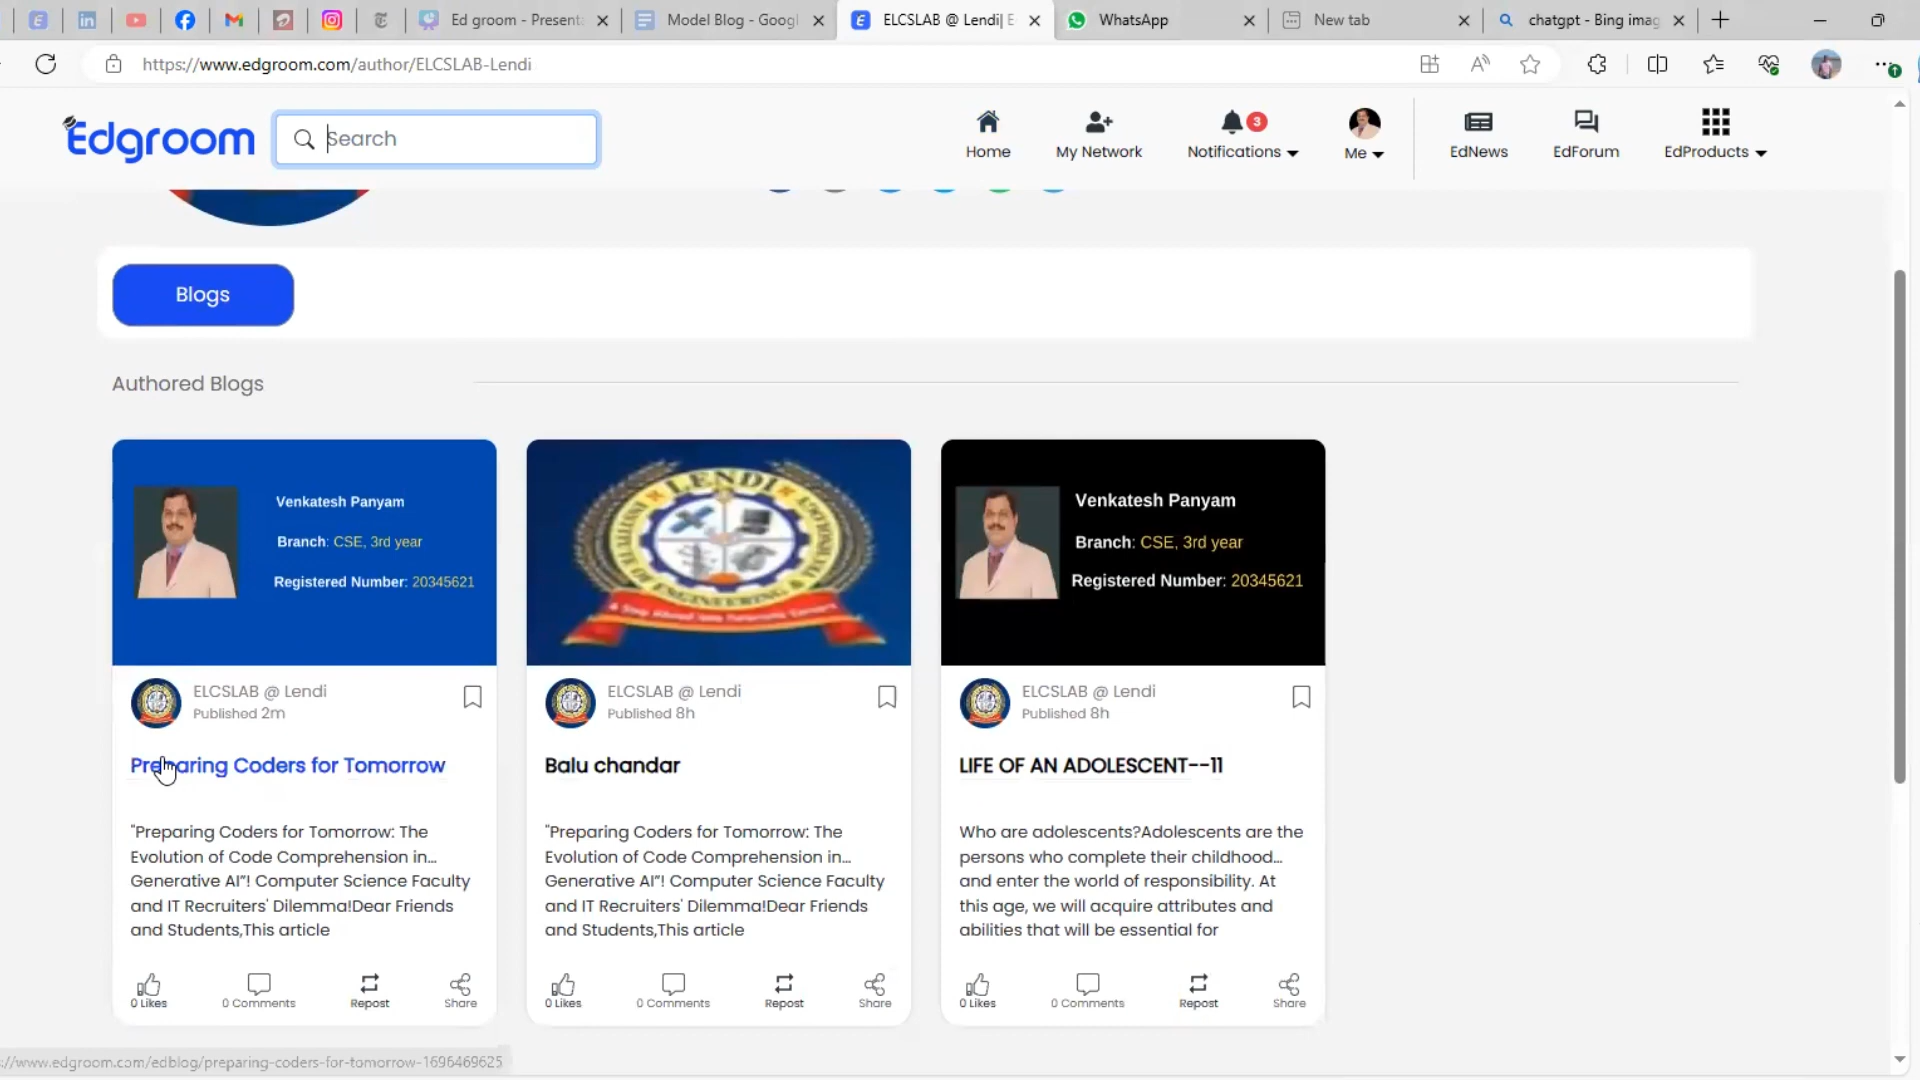 Ed groom - Present
Model Blog - Googl
ELCSLAB @ Lendi| E
WhatsApp
New tab
chatgpt - Bing imag
https://www.edgroom.com/author/ELCSLAB-Lendi
Edgroom
Search
Home
My Network
3
Notifications
Me
EdNews
EdForum
EdProducts
Blogs
Authored Blogs
Venkatesh Panyam
Branch: CSE, 3rd year
Registered Number: 20345621
ELCSLAB @ Lendi
Published 2m
Preparing Coders for Tomorrow
"Preparing Coders for Tomorrow: The
Evolution of Code Comprehension in...
Generative AI”! Computer Science Faculty
and IT Recruiters' Dilemma!Dear Friends
and Students,This article
0 Likes
0 Comments
Repost
Share
LENDI
ELCSLAB @ Lendi
Published 8h
Balu chandar
"Preparing Coders for Tomorrow: The
Evolution of Code Comprehension in...
Generative AI”! Computer Science Faculty
and IT Recruiters' Dilemma!Dear Friends
and Students,This article
0 Likes
0 Comments
Repost
Share
Venkatesh Panyam
Branch: CSE, 3rd year
Registered Number: 20345621
ELCSLAB @ Lendi
Published 8h
LIFE OF AN ADOLESCENT--11
Who are adolescents?Adolescents are the
persons who complete their childhood...
and enter the world of responsibility. At
this age, we will acquire attributes and
abilities that will be essential for
0 Likes
0 Comments
Repost
Share
://www.edgroom.com/edblog/preparing-coders-for-tomorrow-1696469625